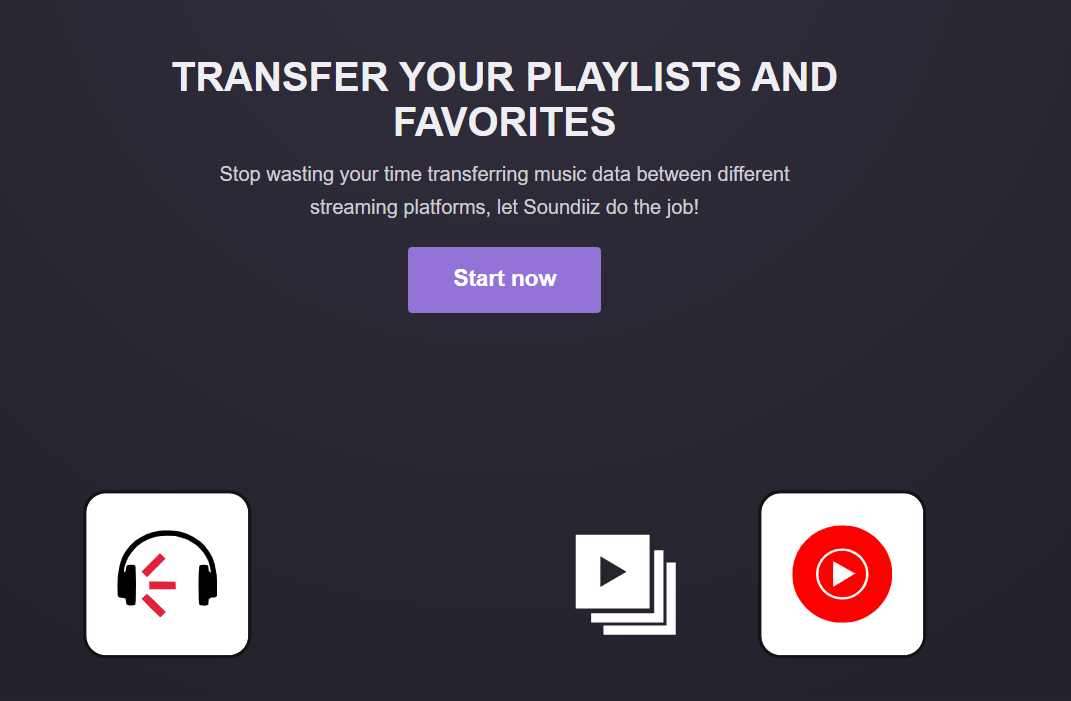 TRANSFER YOUR PLAYLISTS AND
FAVORITES
Stop wasting your time transferring music data between different
streaming platforms, let Soundiiz do the job!
Start now